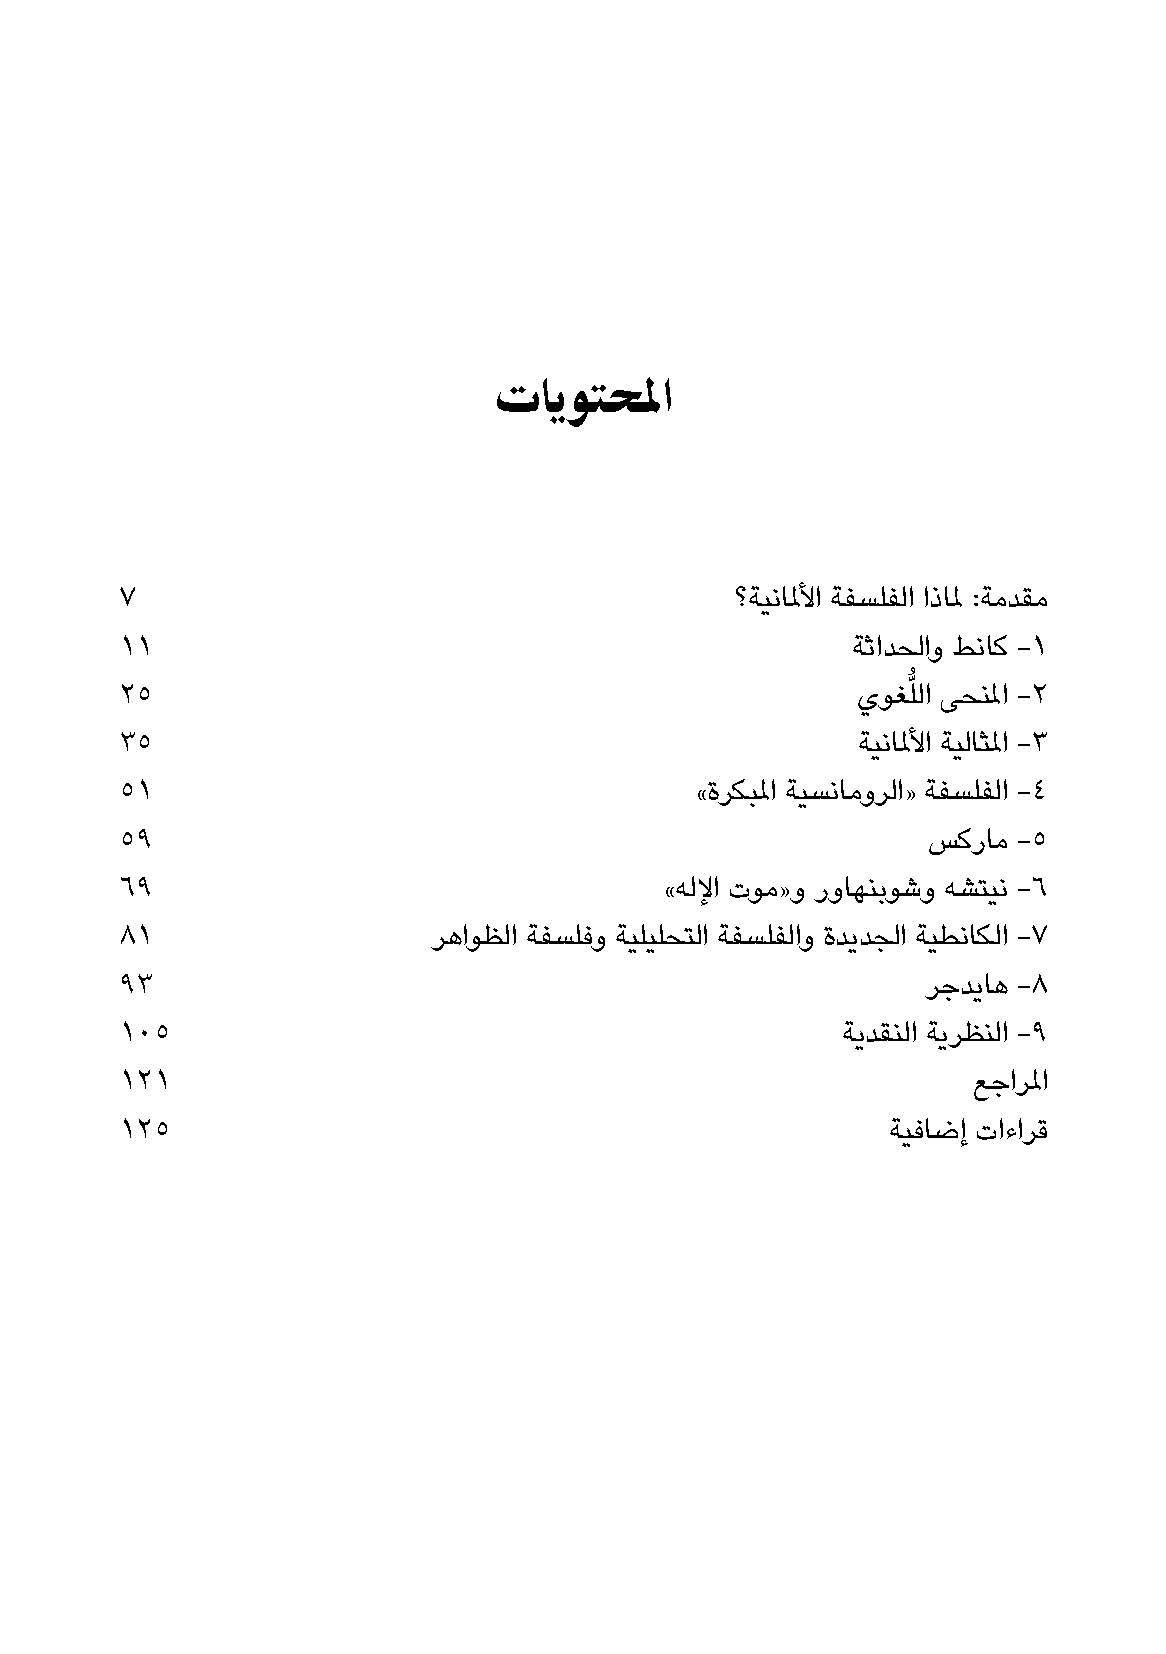 المحتويات
مقدمة: لماذا الفلسفة الألمانية؟ ٧
١- كانط والحداثة ١١
٢- المنحى اللُّغوي ٢٥
٣- المثالية الألمانية ٣٥
٤- الفلسفة «الرومانسية المبكرة» ٥١
٥- ماركس ٥٩
٦- نيتشه وشوبنهاور و«موت الإله» ٦٩
٧- الكانطية الجديدة والفلسفة التحليلية وفلسفة الظواهر ٨١
٨- هايدجر ٩٣
٩- النظرية النقدية ١٠٥
المراجع ١٢١
قراءات إضافية ١٢٥